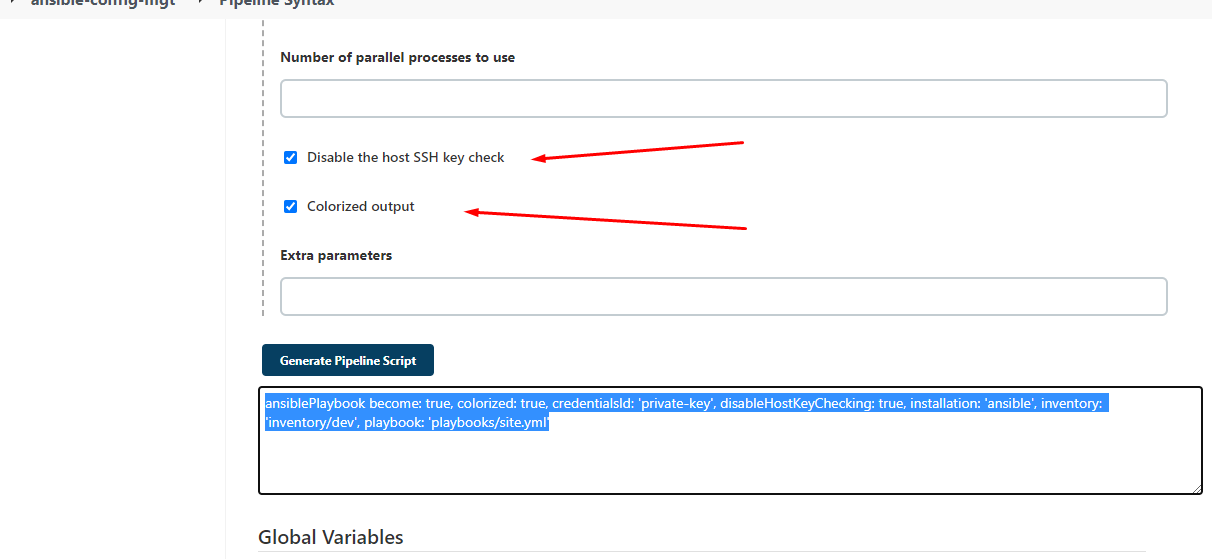 ansible-config-mgt Pipeline Syntax
Number of parallel processes to use
Disable the host SSH key check
Colorized output
Extra parameters
Generate Pipeline Script
ansiblePlaybook become: true, colorized: true, credentialsId: 'private-key', disableHostKeyChecking: true, installation: 'ansible', inventory:
'inventory/dev', playbook: 'playbooks/site.yml'
Global Variables